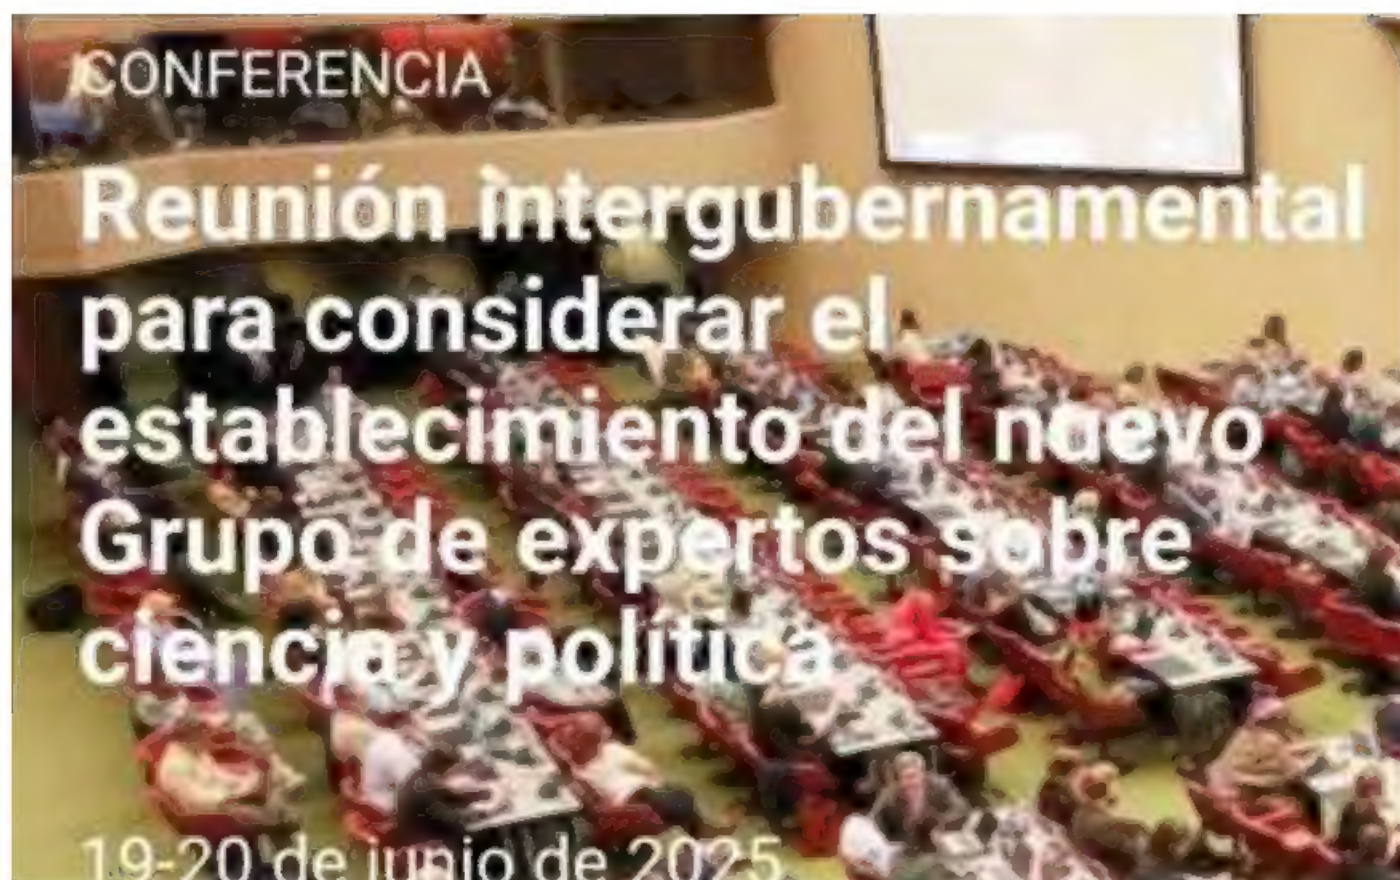 CONFERENCIA
Reunión intergubernamental
para considerar el
establecimiento del nuevo
Grupo de expertos sobre
ciencia y política
19-20 de junio de 2025